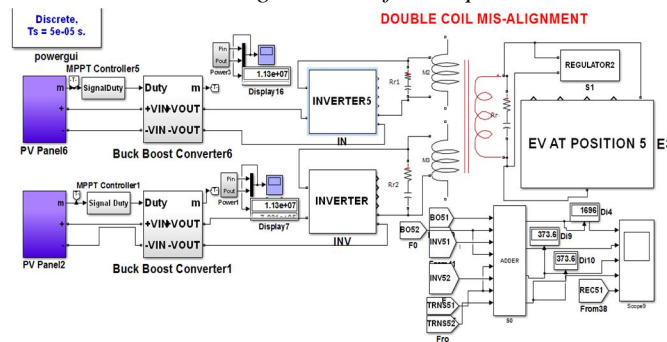 DOUBLE COIL MIS-ALIGNMENT
Discrete,
Ts = 5e-05 s.
powergui
MPPT Controller5
SignalDuty
m
+
-
PV Panel6
Duty m
+VIN +VOUT
-VIN -VOUT
Buck Boost Converter6
Pin
Pout
Power3
1.13e+07
Display16
INVERTER5
IN
Rr1
M2
Rr
REGULATOR2
S1
EV AT POSITION 5
MPPT Controller1
Signal Duty
m
+
-
PV Panel2
Duty m
+VIN +VOUT
-VIN -VOUT
Buck Boost Converter1
Pin
Pout
Power1
1.13e+07
Display7
INVERTER
INV
Rr2
M3
BO51
BO52
F0
INV51
INV52
TRNS51
TRNS52
Fro
ADDER
S0
1696
Di4
373.6
Di9
373.6
Di10
REC51
From38
Scope9